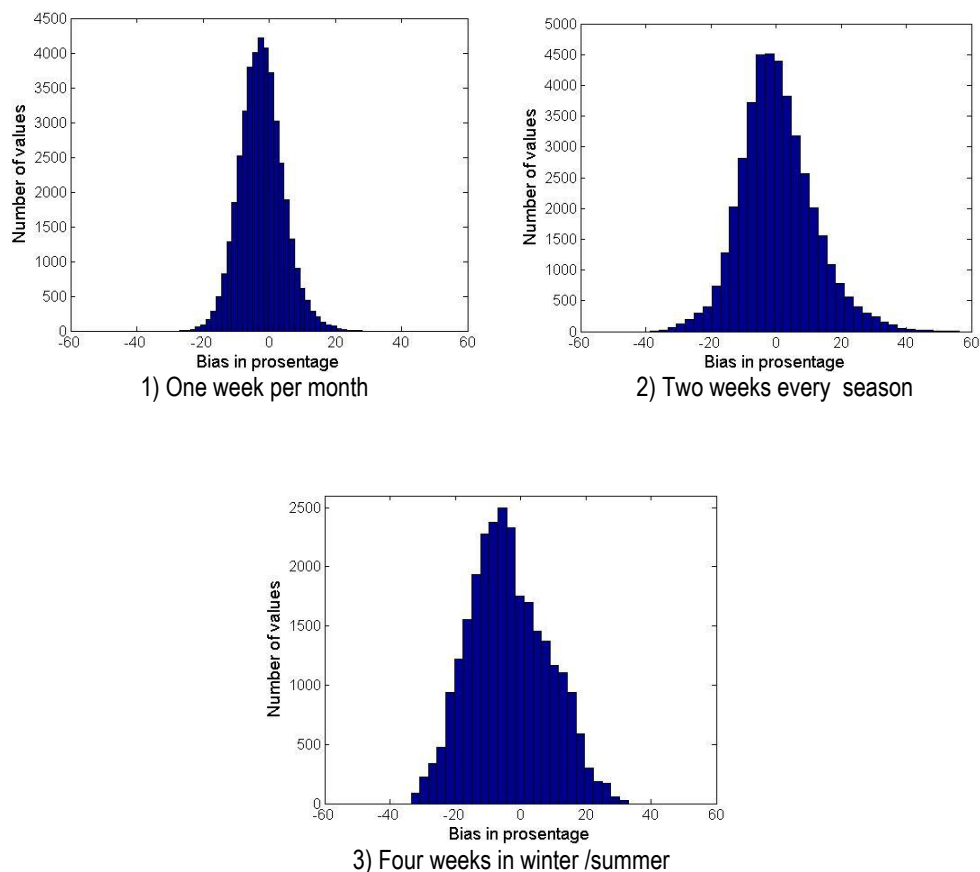 4500
4000
3500
3000
2500
2000
1500
1000
500
0
Number of values
-60 -40 -20 0 20 40 60
Bias in prosentage
1) One week per month
5000
4500
4000
3500
3000
2500
2000
1500
1000
500
0
Number of values
-60 -40 -20 0 20 40 60
Bias in prosentage
2) Two weeks every season
2500
2000
1500
1000
500
0
Number of values
-60 -40 -20 0 20 40 60
Bias in prosentage
3) Four weeks in winter /summer